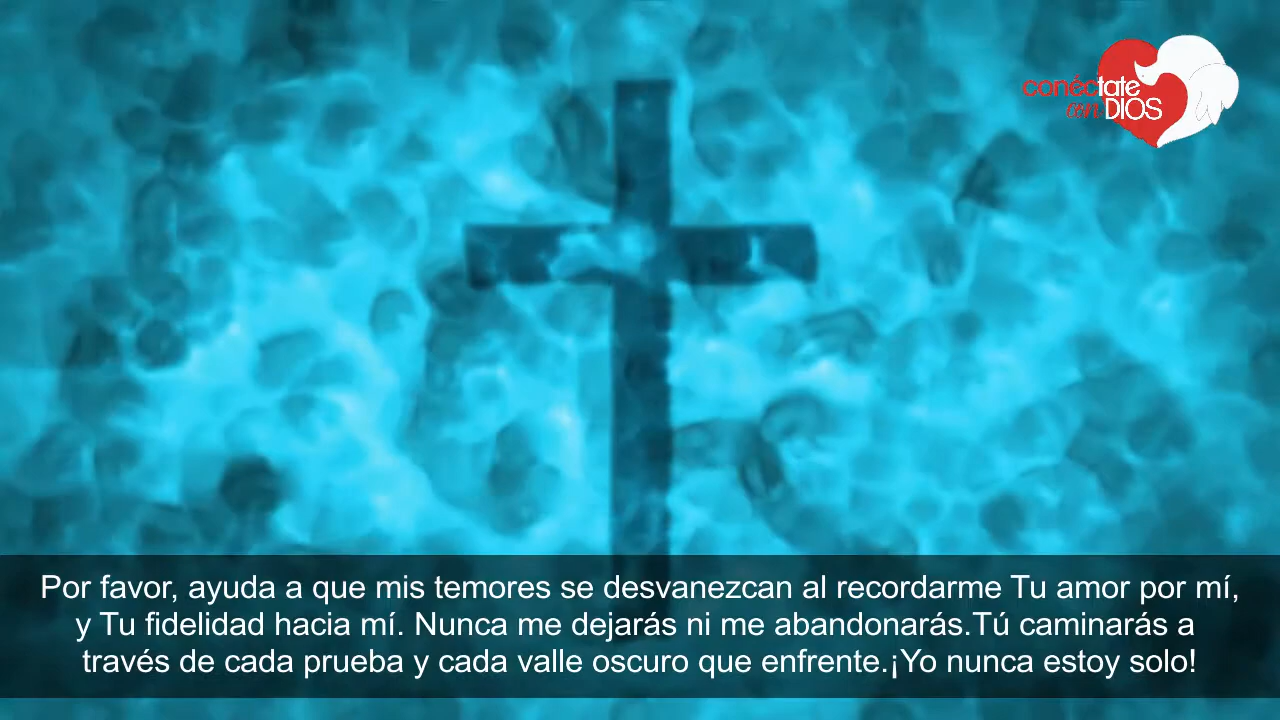 conéctate
con DIOS
Por favor, ayuda a que mis temores se desvanezcan al recordarme Tu amor por mí,
y Tu fidelidad hacia mí. Nunca me dejarás ni me abandonarás.Tú caminarás a
través de cada prueba y cada valle oscuro que enfrente.¡Yo nunca estoy solo!